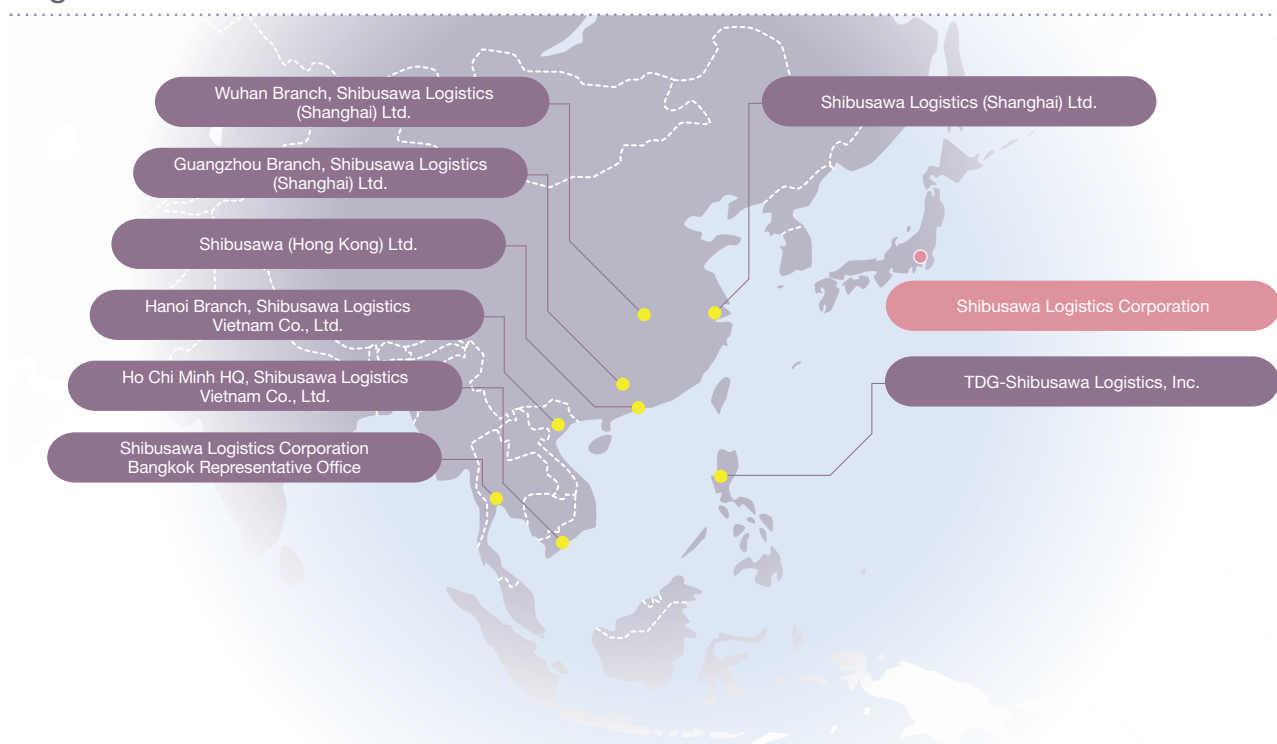 Wuhan Branch, Shibusawa Logistics
(Shanghai) Ltd.
Shibusawa Logistics (Shanghai) Ltd.
Guangzhou Branch, Shibusawa Logistics
(Shanghai) Ltd.
Shibusawa (Hong Kong) Ltd.
Hanoi Branch, Shibusawa Logistics
Vietnam Co., Ltd.
Shibusawa Logistics Corporation
Ho Chi Minh HQ, Shibusawa Logistics
Vietnam Co., Ltd.
TDG-Shibusawa Logistics, Inc.
Shibusawa Logistics Corporation
Bangkok Representative Office